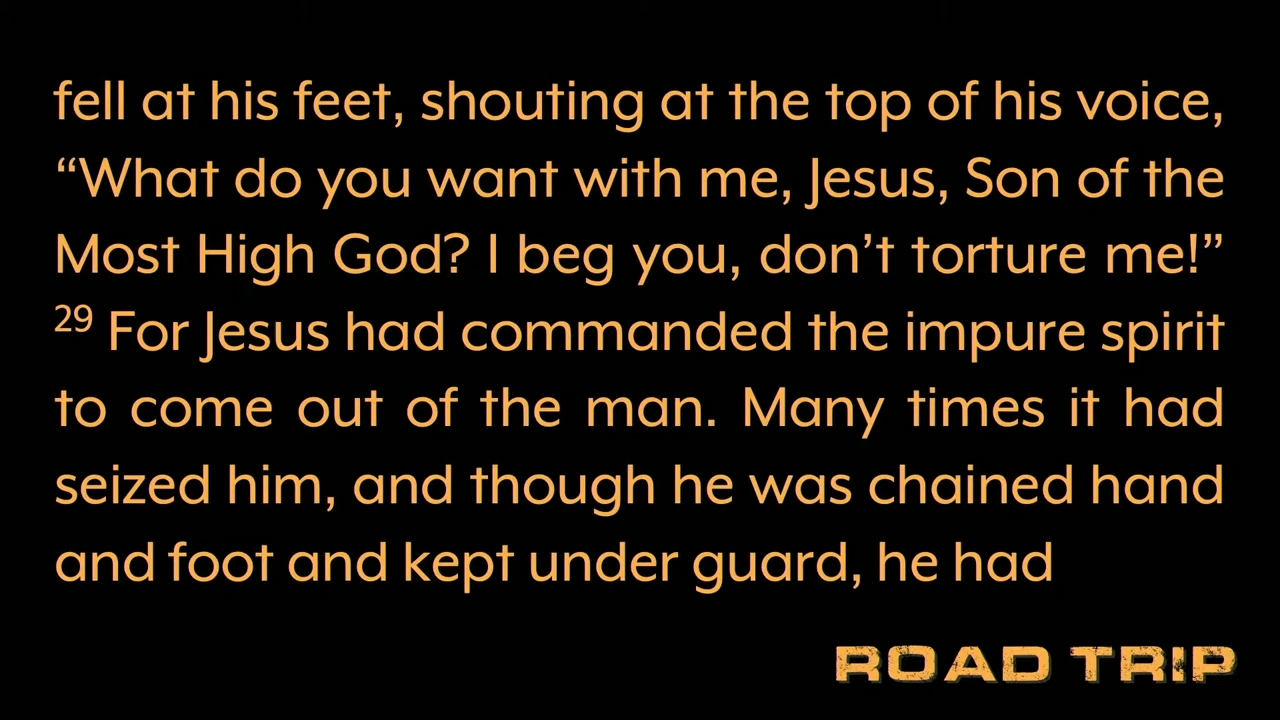 fell at his feet, shouting at the top of his voice,
“What do you want with me, Jesus, Son of the
Most High God? I beg you, don’t torture me!”
29 For Jesus had commanded the impure spirit
to come out of the man. Many times it had
seized him, and though he was chained hand
and foot and kept under guard, he had
ROAD TRIP